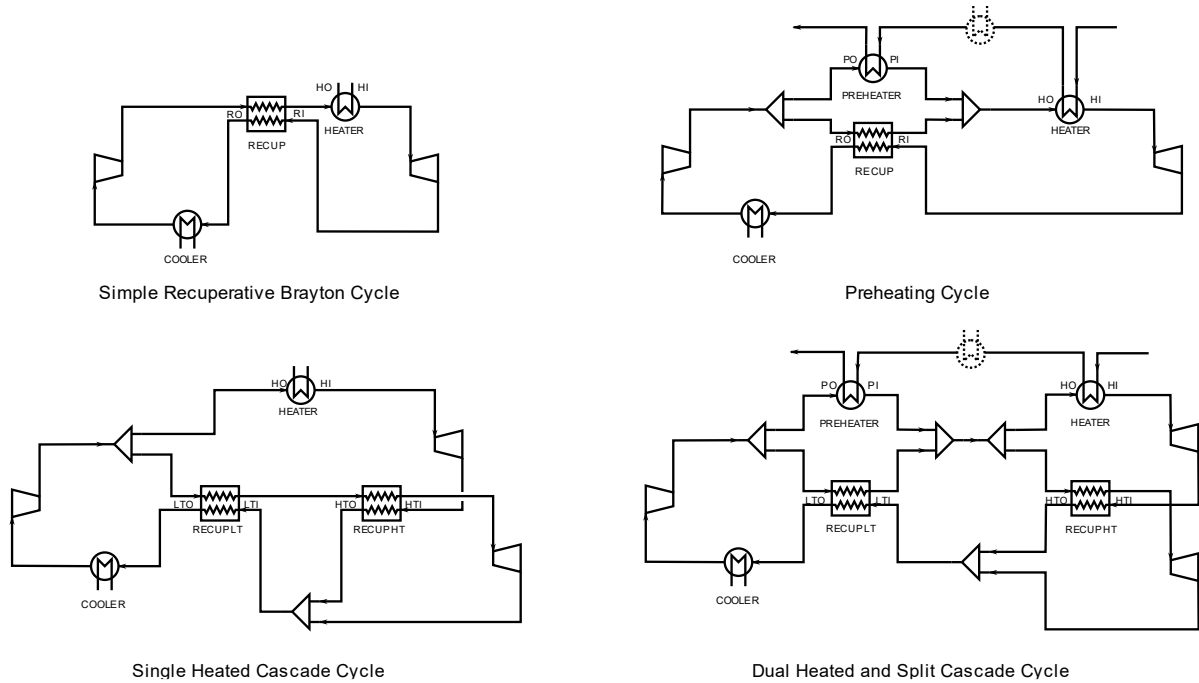 HO HI
HEATER
RO RI
RECUP
COOLER
Simple Recuperative Brayton Cycle
PO PI
PREHEATER
HO HI
HEATER
RO RI
RECUP
COOLER
Preheating Cycle
HO HI
HEATER
LTO LTI
RECUPLT
HTO HTI
RECUPHT
COOLER
Single Heated Cascade Cycle
PO PI
PREHEATER
HO HI
HEATER
LTO LTI
RECUPLT
HTO HTI
RECUPHT
COOLER
Dual Heated and Split Cascade Cycle